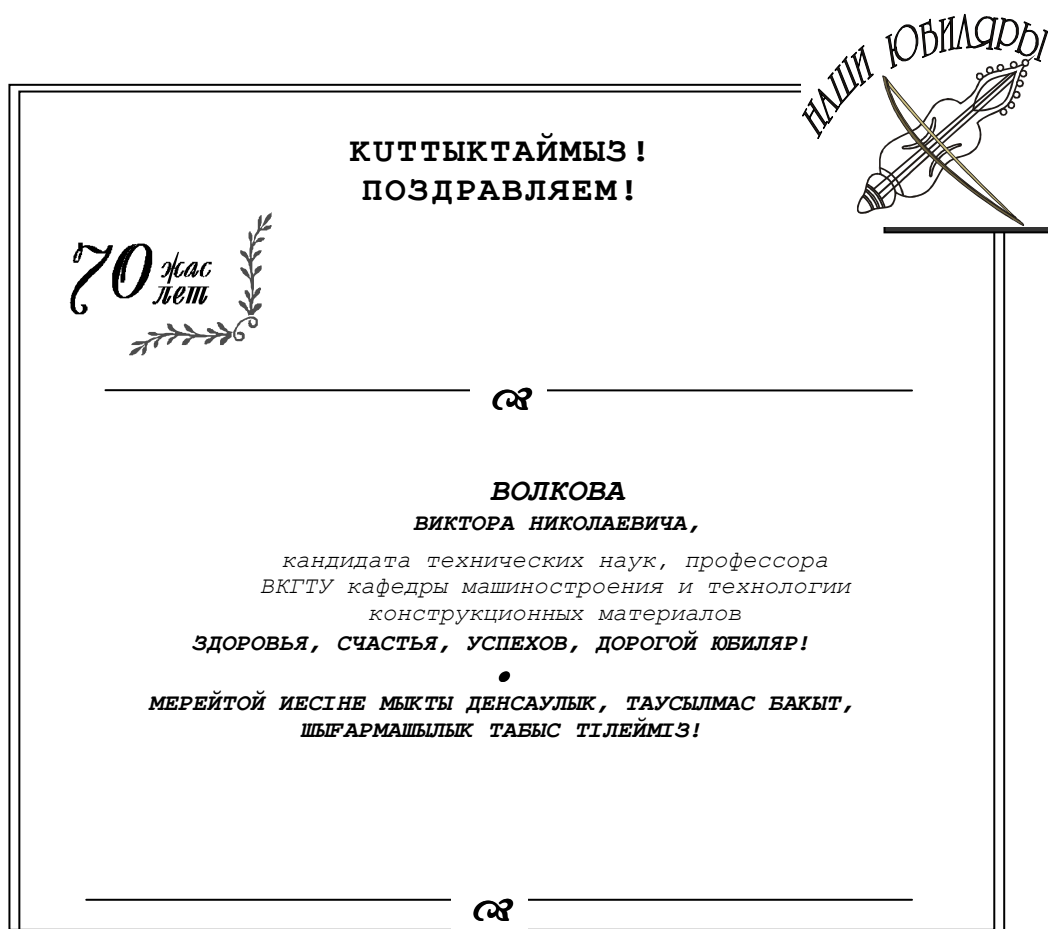 НАШИ ЮБИЛЯРЫ
КUТТЫКТАЙМЫЗ!
ПОЗДРАВЛЯЕМ!
70 жас
лет
ВОЛКОВА
ВИКТОРА НИКОЛАЕВИЧА,
кандидата технических наук, профессора
ВКГТУ кафедры машиностроения и технологии
конструкционных материалов
ЗДОРОВЬЯ, СЧАСТЬЯ, УСПЕХОВ, ДОРОГОЙ ЮБИЛЯР!
•
МЕРЕЙТОЙ ИЕСІНЕ МЫКТЫ ДЕНСАУЛЫК, ТАУСЫЛМАС БАКЫТ,
ШЫҒАРМАШЫЛЫК ТАБЫС ТІЛЕЙМІЗ!